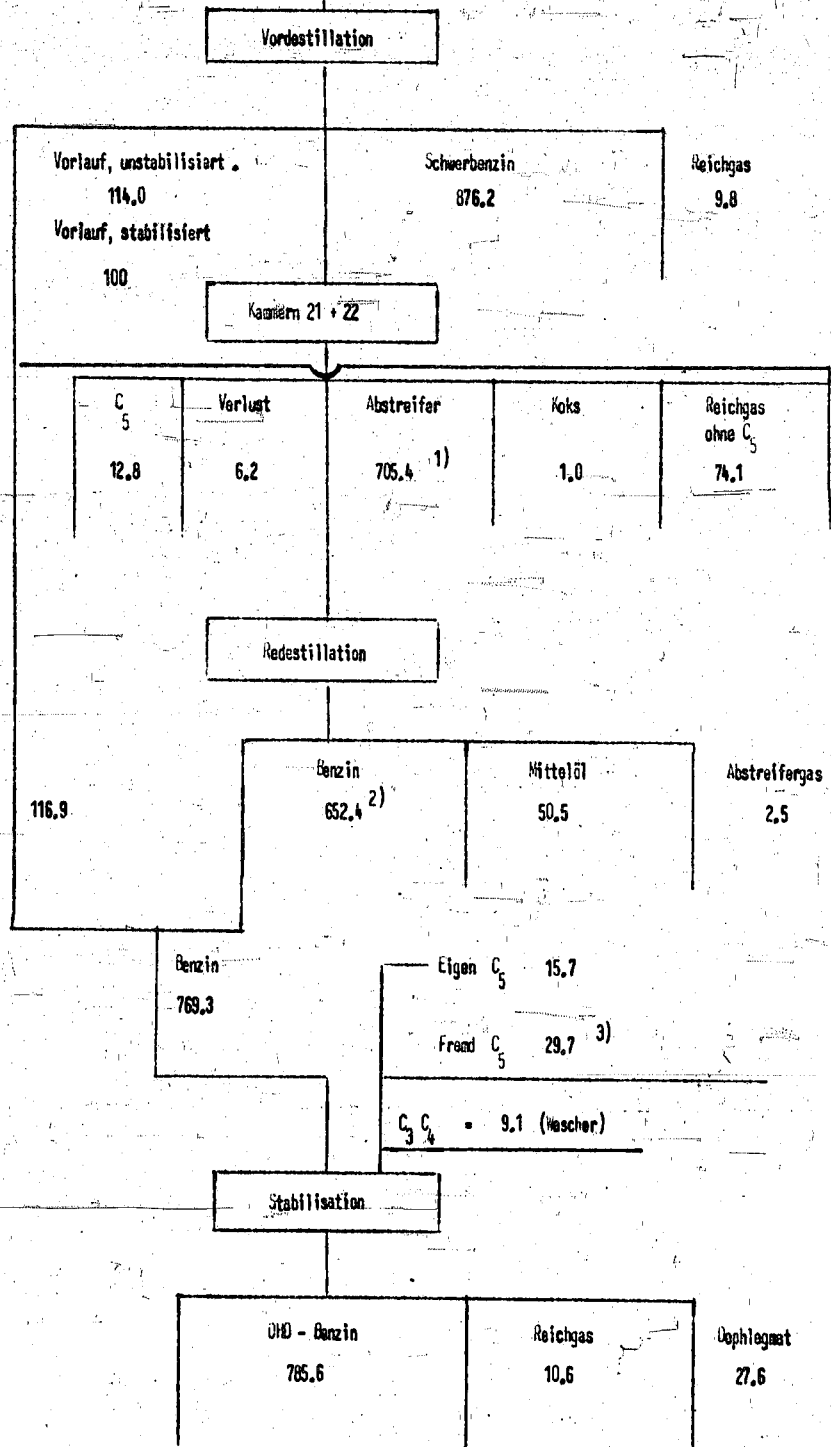 Vordestillation
Vorlauf, unstabilisiert. Schwerbenzin Reichgas
114.0 876.2 9.8
Vorlauf, stabilisiert
100
Kammern 21 + 22
C5 Verlust Abstreifer Koks Reichgas
ohne C5
12.8 6.2 705.4 1) 1.0 74.1
Redestillation
Benzin Mittelöl Abstreifergas
116.9 652.4 2) 50.5 2.5
Benzin Eigen C5 15.7
769.3
Fremd C5 29.7 3)
C3 C4 = 9.1 (Wascher)
Stabilisation
DHD - Benzin Reichgas Dephlegmat
785.6 10.6 27.6